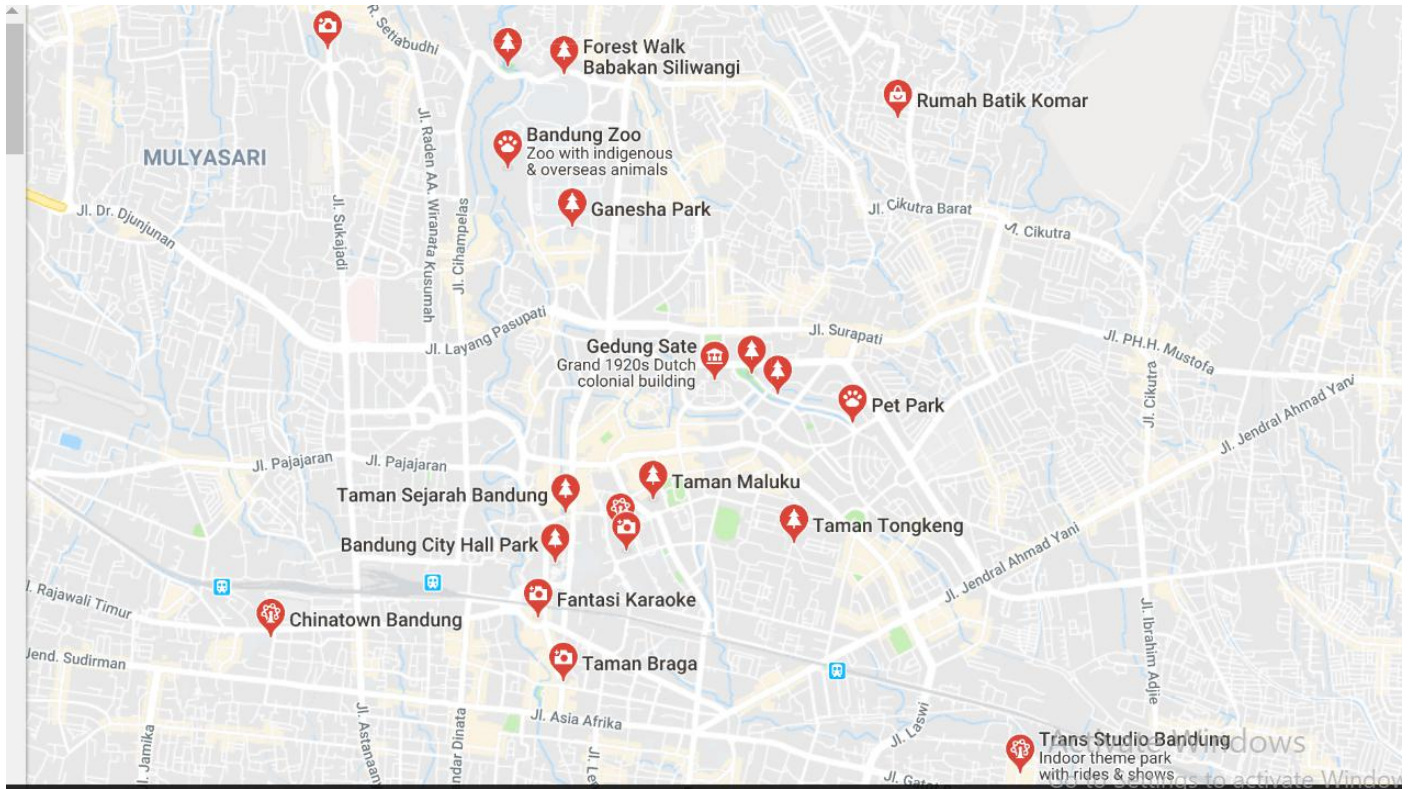 R. Setiabudhi
Forest Walk
Babakan Siliwangi
Rumah Batik Komar
Jl. Raden AA. Wiranata Kusumah
Bandung Zoo
Zoo with indigenous
& overseas animals
MULYASARI
Jl. Dr. Djunjunan
Jl. Sukajadi
Jl. Cihampelas
Ganesha Park
Jl. Cikutra Barat
Jl. Cikutra
Jl. Layang Pasupati
Jl. Surapati
Jl. PH.H. Mustofa
Gedung Sate
Grand 1920s Dutch
colonial building
Pet Park
Jl. Cikutra
Jl. Jendral Ahmad Yani
Jl. Pajajaran
Jl. Pajajaran
Taman Maluku
Taman Sejarah Bandung
Taman Tongkeng
Bandung City Hall Park
Jl. Jendral Ahmad Yani
l. Rajawali Timur
Fantasi Karaoke
Chinatown Bandung
Jl. Ibrahim Adjie
Jend. Sudirman
Taman Braga
Jl. Asia Afrika
Jl. Laswi
Jl. Jamika
Jl. Astanaan
ndar Dinata
Jl. Le
Jl. Gato
Trans Studio Bandung
Indoor theme park
with rides & shows
Activate Windows
Go to Settings to activate Window